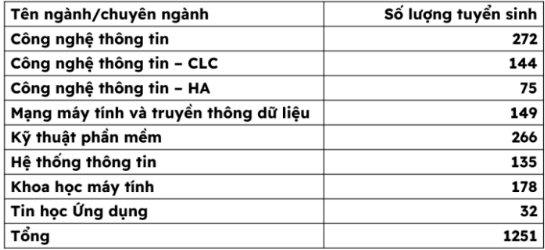 Tên ngành/chuyên ngành Số lượng tuyển sinh
Công nghệ thông tin 272
Công nghệ thông tin – CLC 144
Công nghệ thông tin – HA 75
Mạng máy tính và truyền thông dữ liệu 149
Kỹ thuật phần mềm 266
Hệ thống thông tin 135
Khoa học máy tính 178
Tin học Ứng dụng 32
Tổng 1251